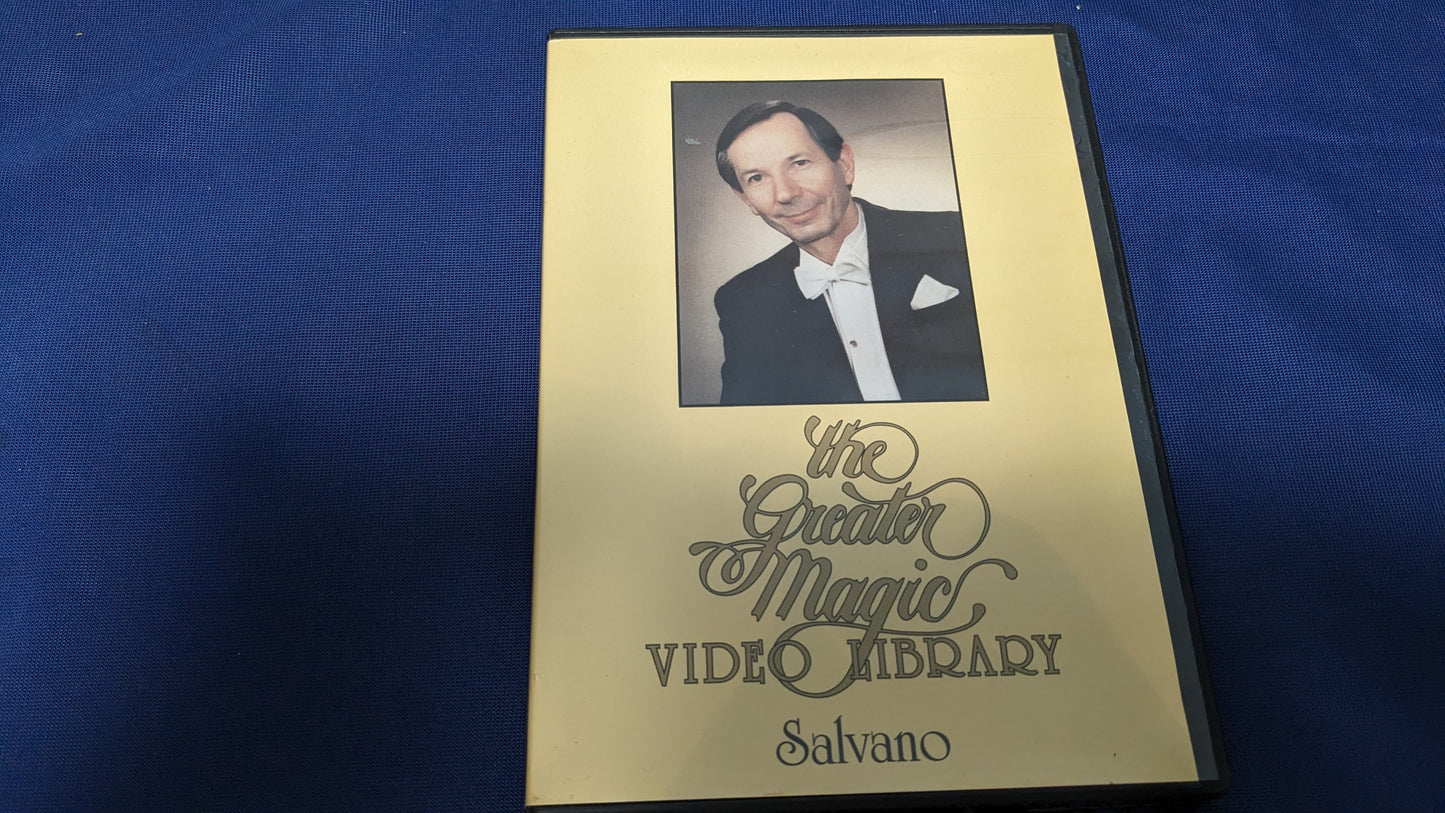 the
Greater
Magic
VIDEO LIBRARY
Salvano